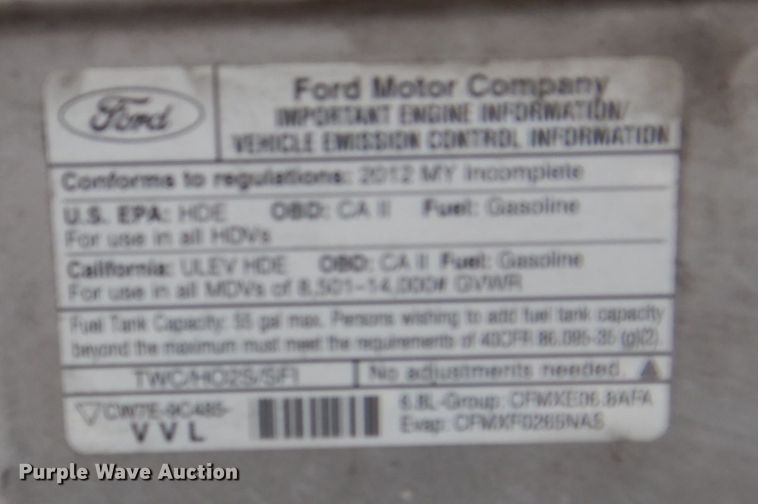 Ford
Ford Motor Company
IMPORTANT ENGINE INFORMATION/
VEHICLE EMISSION CONTROL INFORMATION
Conforms to regulations: 2012 MY Incomplete
U.S. EPA: HDE OBD: CA II Fuel: Gasoline
For use in all HDVs
California: ULEV HDE OBD: CA II Fuel: Gasoline
For use in all MDVs of 8,501-14,000# GVWR
Fuel Tank Capacity: 55 gal max. Persons wishing to add fuel tank capacity
beyond the maximum must meet the requirements of 40CFR 86.095-35 (g)(2).
TWC/HO2S/SFI No adjustments needed.
CW7E-9C485-
VVL
6.8L-Group: CFMXE06.8AFA
Evap: CFMXF0265NAS
Purple Wave Auction